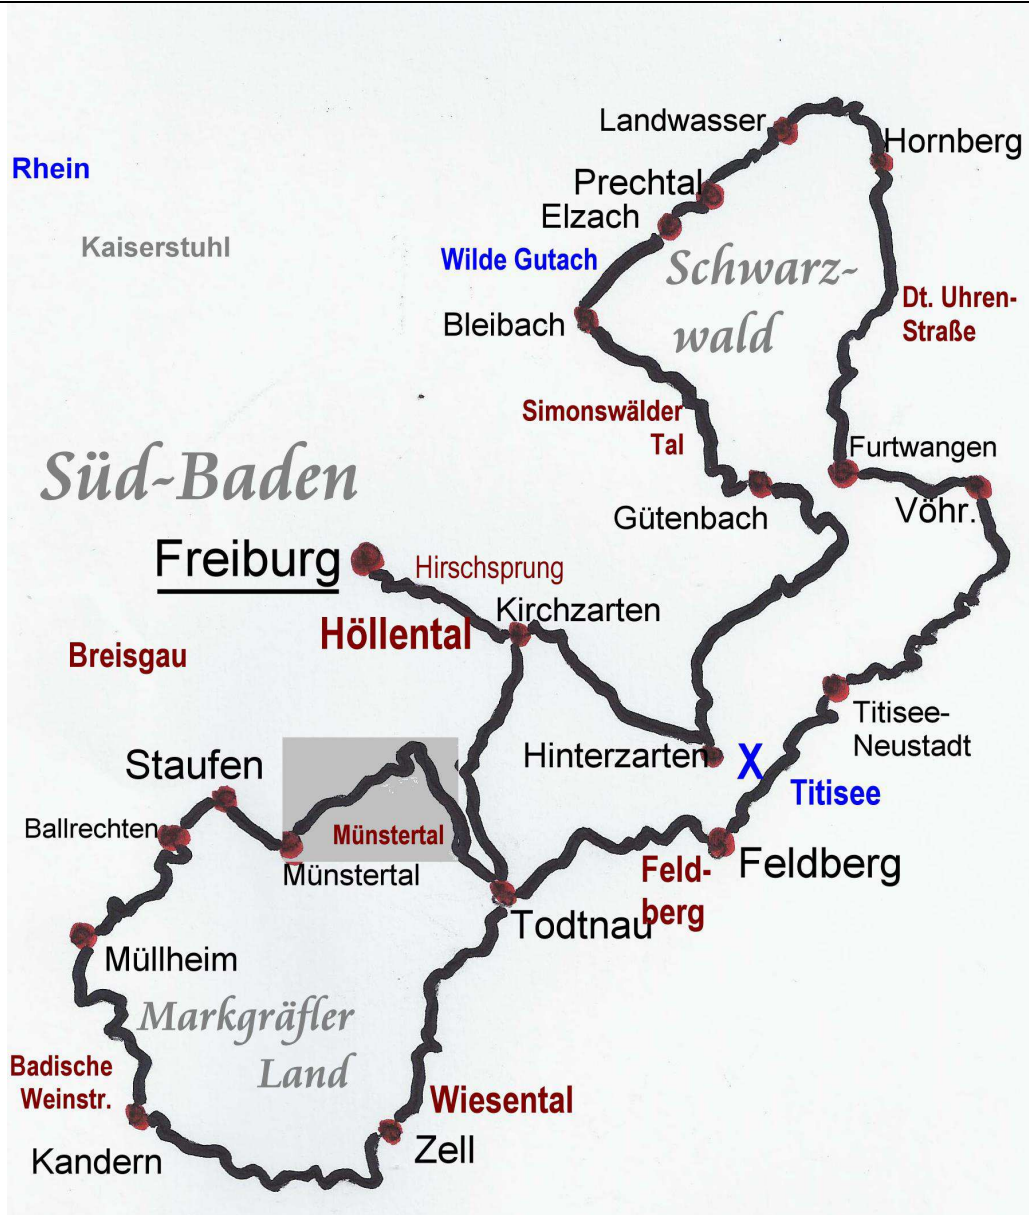 Landwasser
Hornberg
Rhein
Prechtal
Elzach
Kaiserstuhl
Wilde Gutach
Schwarz-
wald
Dt. Uhren-
Straße
Bleibach
Simonswälder
Tal
Furtwangen
Süd-Baden
Vöhr.
Gütenbach
Freiburg
Hirschsprung
Kirchzarten
Höllental
Breisgau
Titisee-
Neustadt
Hinterzarten
X
Titisee
Staufen
Ballrechten
Münstertal
Münstertal
Feldberg
Feld-
berg
Todtnau
Müllheim
Markgräfler
Land
Badische
Weinstr.
Wiesental
Zell
Kandern